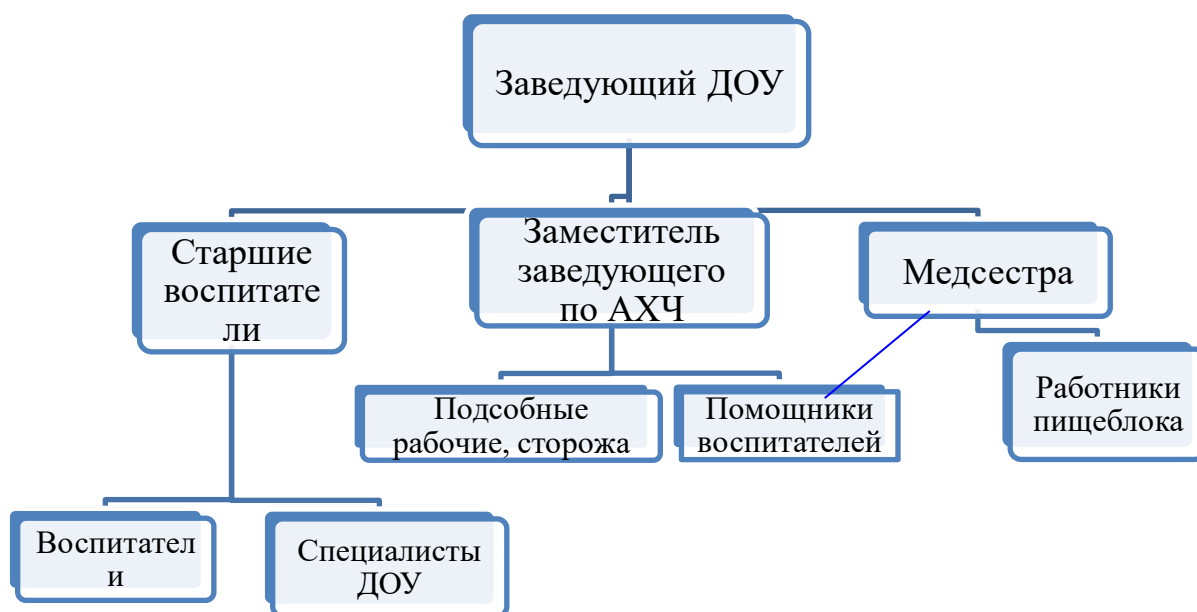 Заведующий ДОУ
Старшие
воспитате
ли
Заместитель
заведующего
по АХЧ
Медсестра
Подсобные
рабочие, сторожа
Помощники
воспитателей
Работники
пищеблока
Воспитател
и
Специалисты
ДОУ